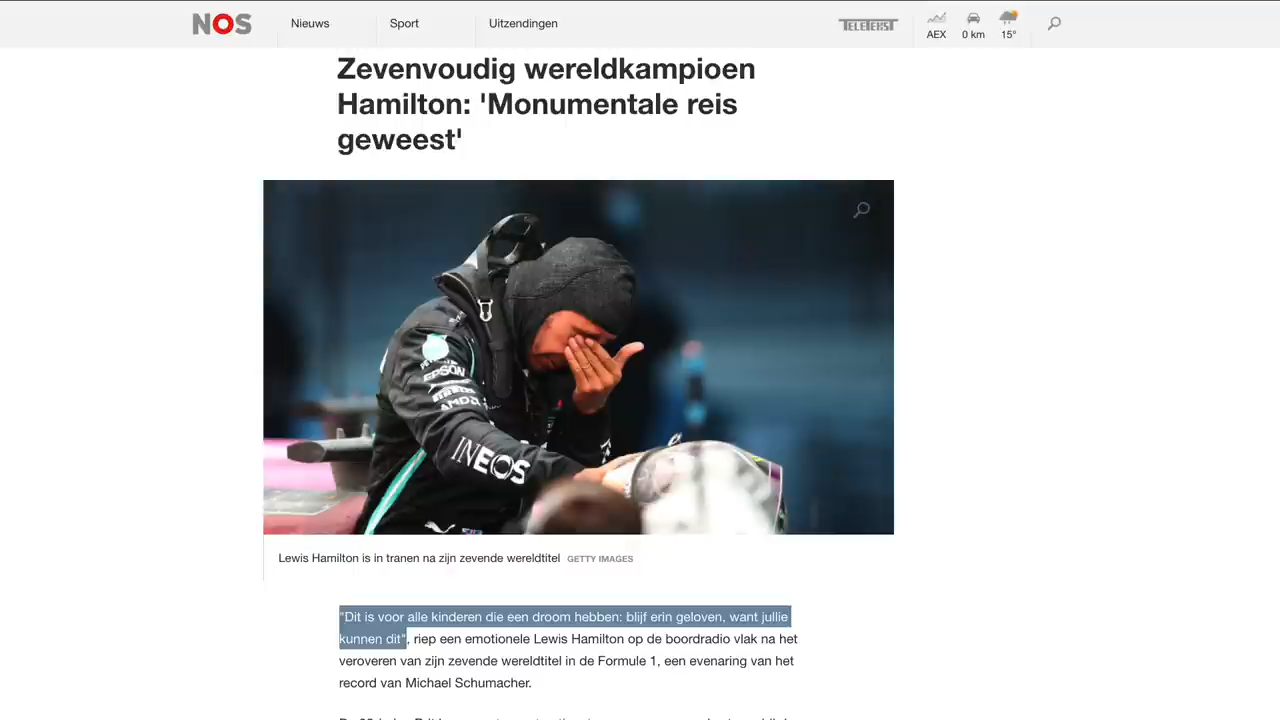 NOS
Nieuws
Sport
Uitzendingen
TELETEKST
AEX
0 km
15°
Zevenvoudig wereldkampioen
Hamilton: 'Monumentale reis
geweest'
EPSON
AMD
INEOS
Lewis Hamilton is in tranen na zijn zevende wereldtitel GETTY IMAGES
"Dit is voor alle kinderen die een droom hebben: blijf erin geloven, want jullie
kunnen dit", riep een emotionele Lewis Hamilton op de boordradio vlak na het
veroveren van zijn zevende wereldtitel in de Formule 1, een evenaring van het
record van Michael Schumacher.